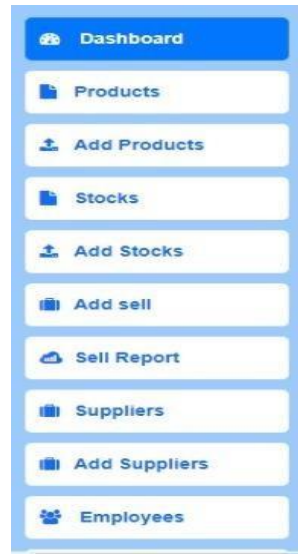 Dashboard
Products
Add Products
Stocks
Add Stocks
Add sell
Sell Report
Suppliers
Add Suppliers
Employees